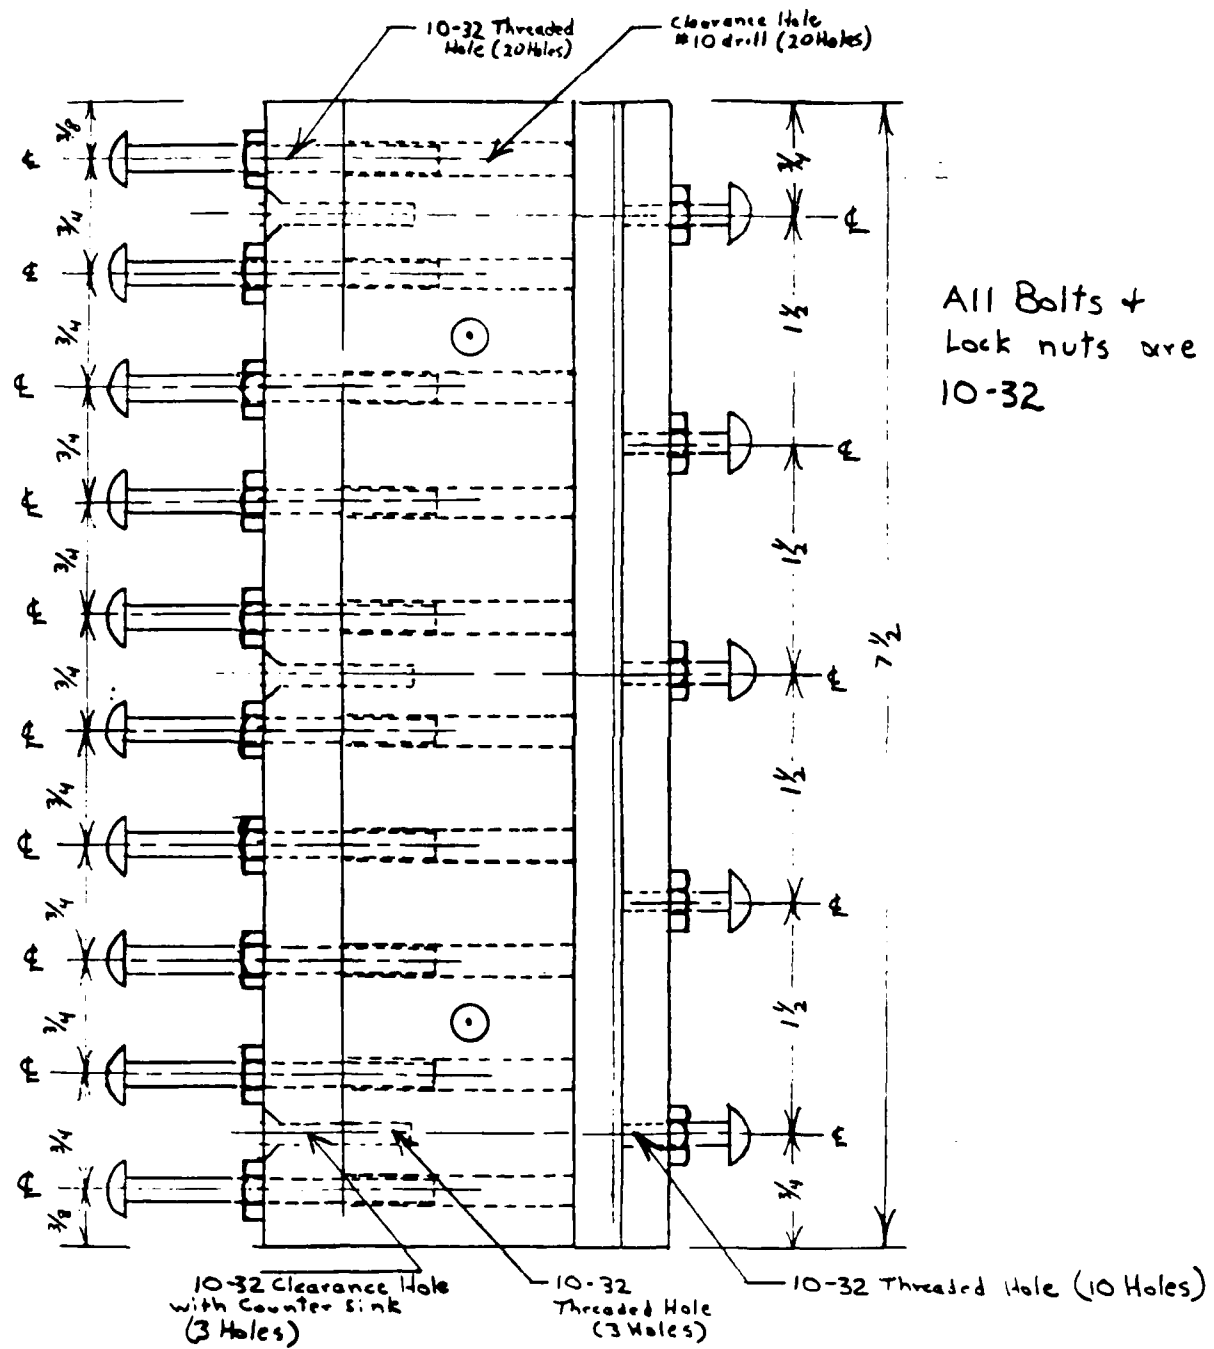 10-32 Threaded
Hole (20 Holes)
Clearance Hole
#10 drill (20 Holes)
3/8
℄
3/4
℄
3/4
℄
3/4
℄
3/4
℄
3/4
℄
3/4
℄
3/4
℄
3/4
℄
3/4
℄
3/8
3/4
℄
1 1/2
℄
1 1/2
℄
1 1/2
℄
1 1/2
℄
3/4
7 1/2
All Bolts +
Lock nuts are
10-32
10-32 Clearance Hole
with Counter Sink
(3 Holes)
10-32
Threaded Hole
(3 Holes)
10-32 Threaded Hole (10 Holes)